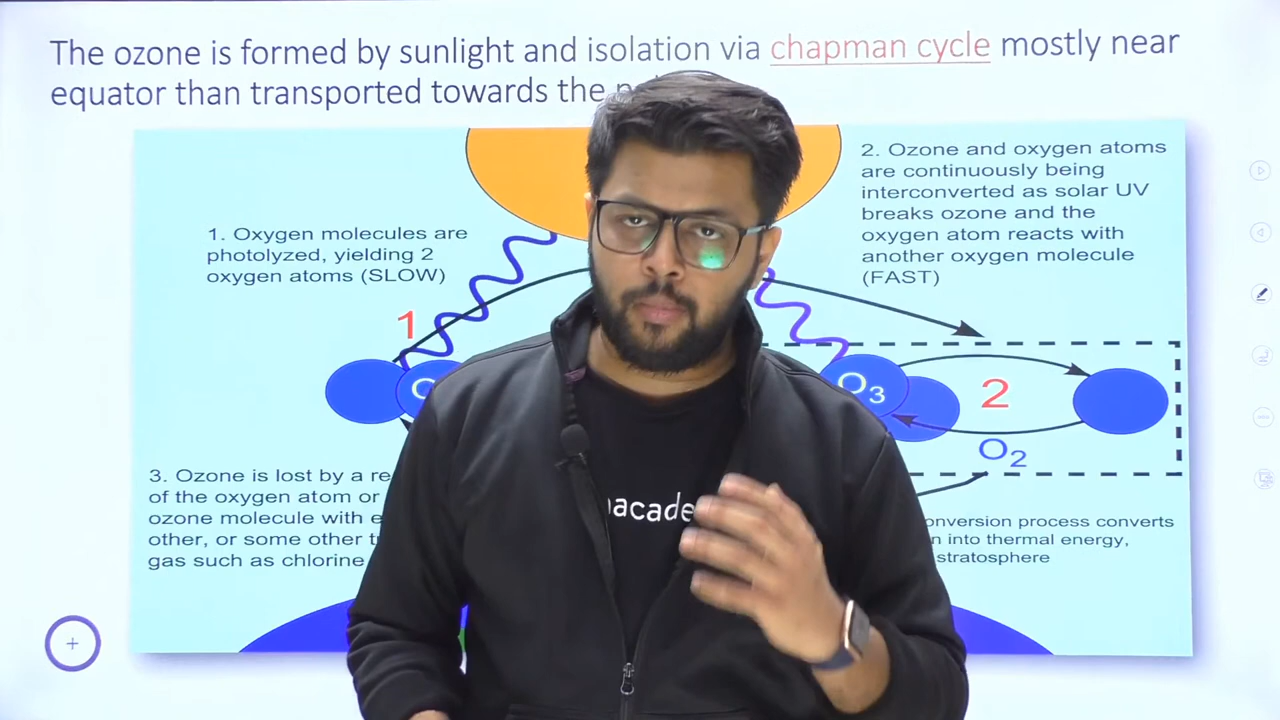 The ozone is formed by sunlight and isolation via chapman cycle mostly near
equator than transported towards the
1. Oxygen molecules are
photolyzed, yielding 2
oxygen atoms (SLOW)
2. Ozone and oxygen atoms
are continuously being
interconverted as solar UV
breaks ozone and the
oxygen atom reacts with
another oxygen molecule
(FAST)
1
O3
2
O2
3. Ozone is lost by a re
of the oxygen atom or
ozone molecule with e
other, or some other t
gas such as chlorine
onversion process converts
n into thermal energy,
stratosphere
acade